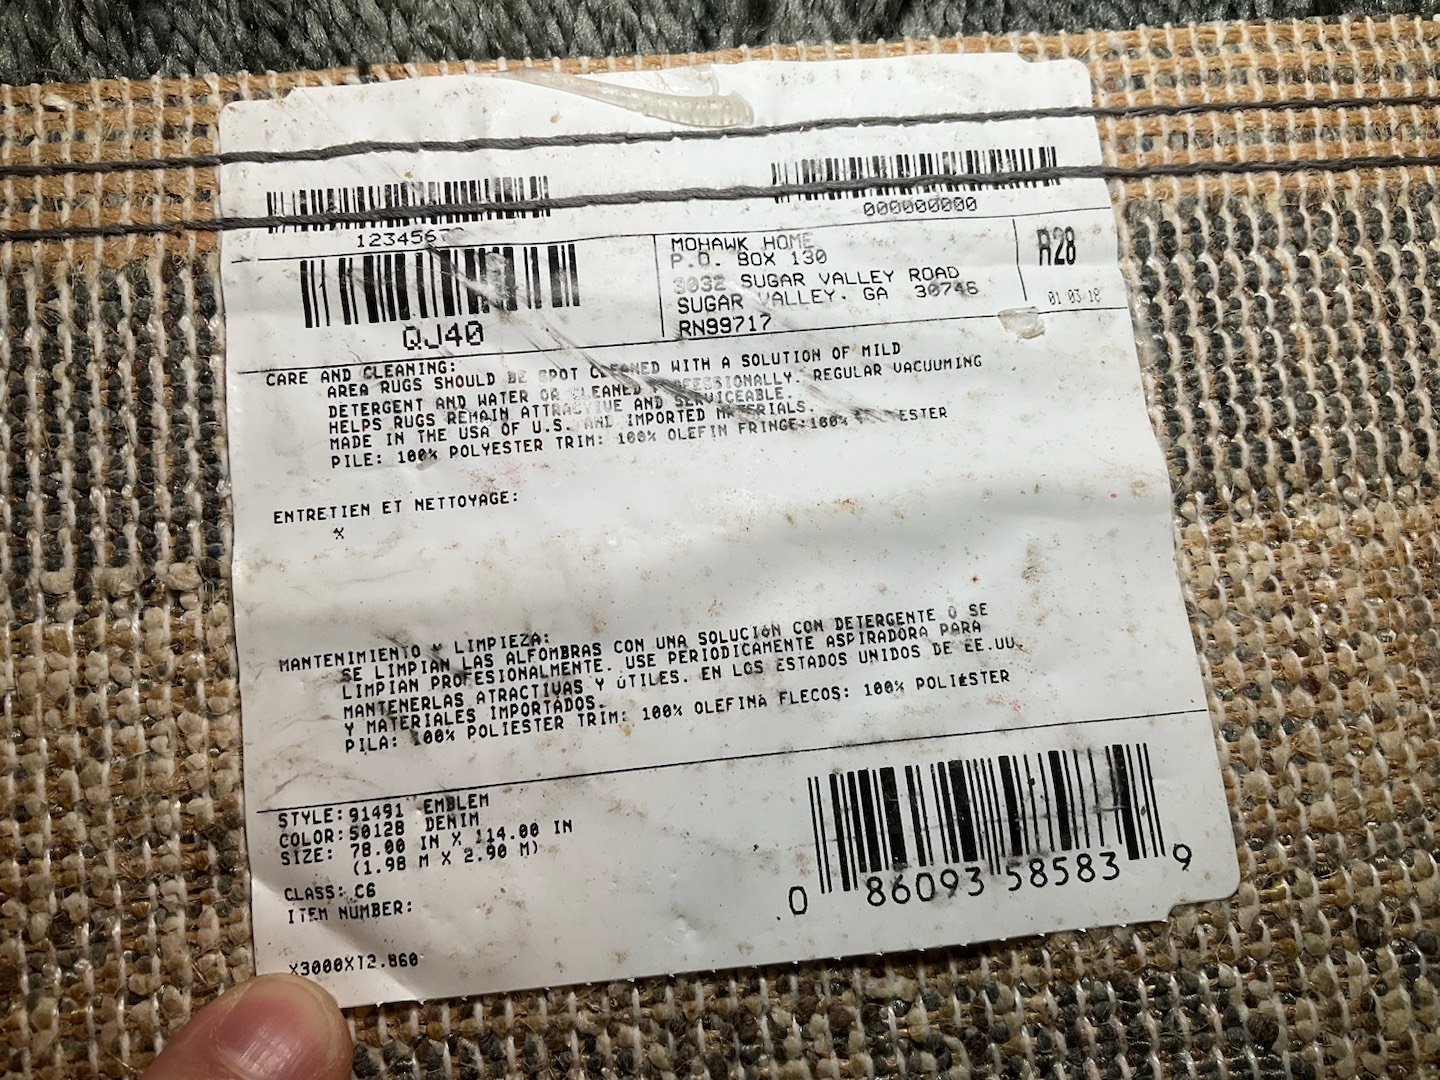 000000000
MOHAWK HOME
P.O. BOX 130
3032 SUGAR VALLEY ROAD
SUGAR VALLEY. GA 30746
RN99717
R28
01 03 18
QJ40
CARE AND CLEANING:
AREA RUGS SHOULD BE SPOT CLEANED WITH A SOLUTION OF MILD
DETERGENT AND WATER OR CLEANED PROFESSIONALLY. REGULAR VACUUMING
HELPS RUGS REMAIN ATTRACTIVE AND SERVICEABLE.
MADE IN THE USA OF U.S. AND IMPORTED MATERIALS.
PILE: 100% POLYESTER TRIM: 100% OLEFIN FRINGE:100%
ENTRETIEN ET NETTOYAGE:
X
MANTENIMIENTO Y LIMPIEZA:
SE LIMPIAN LAS ALFOMBRAS CON UNA SOLUCIóN CON DETERGENTE O SE
LIMPIAN PROFESIONALMENTE. USE PERIODICAMENTE ASPIRADORA PARA
MANTENERLAS ATRACTIVAS Y ÚTILES. EN LOS ESTADOS UNIDOS DE EE.UU.
Y MATERIALES IMPORTADOS.
PILA: 100% POLIESTER TRIM: 100% OLEFINA FLECOS: 100% POLIéSTER
STYLE: 91491 EMBLEM
COLOR: 50128 DENIM
SIZE: 78.00 IN X 114.00 IN
(1.98 M X 2.90 M)
CLASS: C6
ITEM NUMBER:
X3000X12.860
0 86093 58583 9